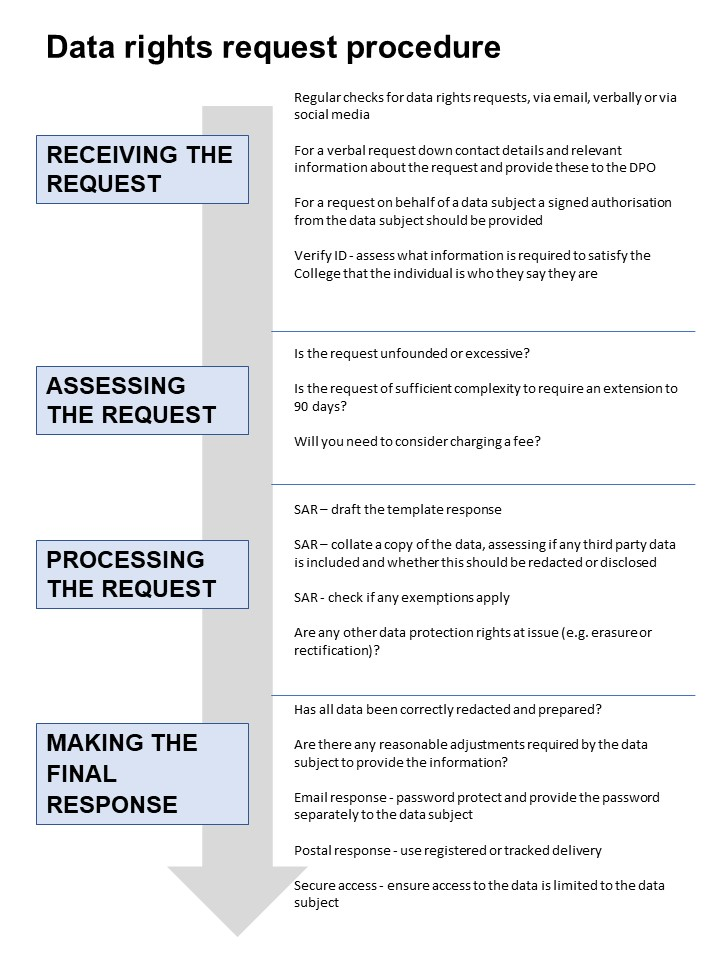 Data rights request procedure
RECEIVING THE
REQUEST
Regular checks for data rights requests, via email, verbally or via
social media
For a verbal request down contact details and relevant
information about the request and provide these to the DPO
For a request on behalf of a data subject a signed authorisation
from the data subject should be provided
Verify ID - assess what information is required to satisfy the
College that the individual is who they say they are
ASSESSING
THE REQUEST
Is the request unfounded or excessive?
Is the request of sufficient complexity to require an extension to
90 days?
Will you need to consider charging a fee?
PROCESSING
THE REQUEST
SAR – draft the template response
SAR – collate a copy of the data, assessing if any third party data
is included and whether this should be redacted or disclosed
SAR - check if any exemptions apply
Are any other data protection rights at issue (e.g. erasure or
rectification)?
MAKING THE
FINAL
RESPONSE
Has all data been correctly redacted and prepared?
Are there any reasonable adjustments required by the data
subject to provide the information?
Email response - password protect and provide the password
separately to the data subject
Postal response - use registered or tracked delivery
Secure access - ensure access to the data is limited to the data
subject